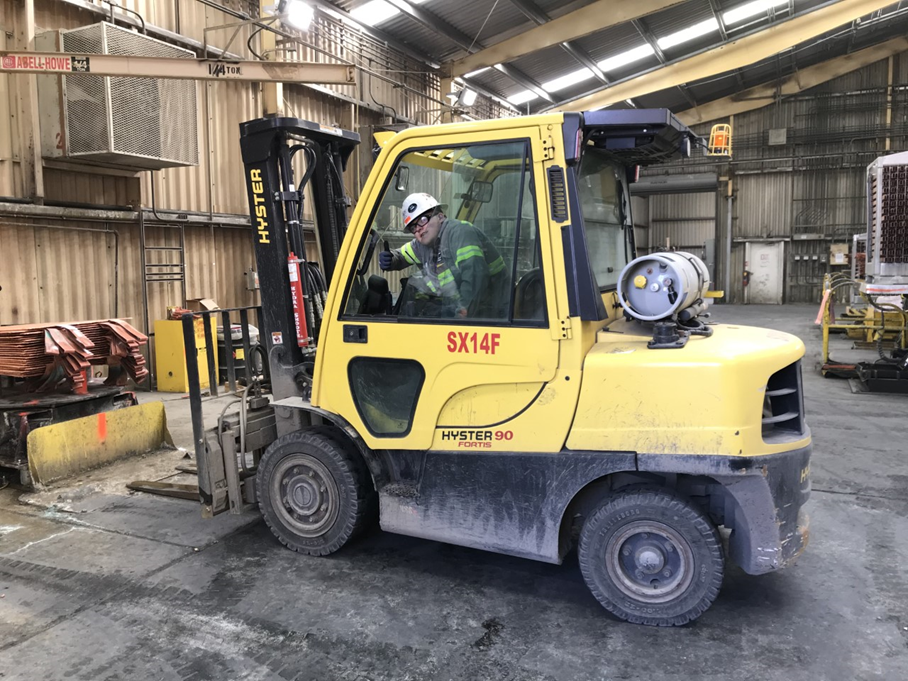 ABELL-HOWE
1/4 TON
HYSTER
SX14F
HYSTER 90
FORTIS